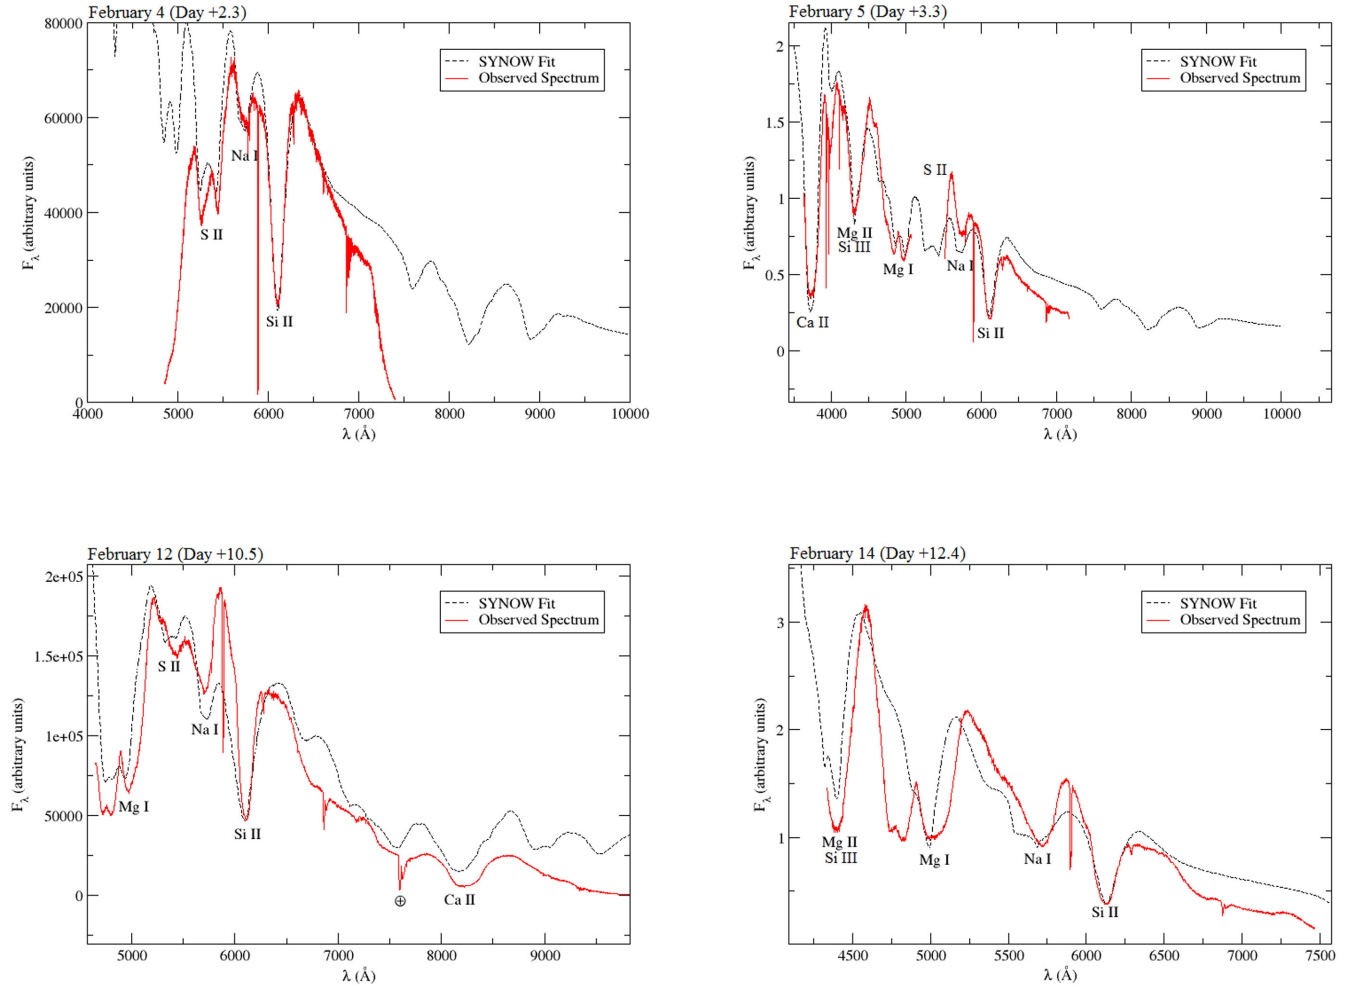 February 4 (Day +2.3)
80000
60000
40000
20000
0
F_λ (arbitrary units)
SYNOW Fit
Observed Spectrum
Na I
S II
Si II
4000 5000 6000 7000 8000 9000 10000
λ (Å)
February 5 (Day +3.3)
2
1.5
1
0.5
0
F_λ (arbitrary units)
SYNOW Fit
Observed Spectrum
S II
Mg II
Si III
Mg I
Na I
Ca II
Si II
4000 5000 6000 7000 8000 9000 10000
λ (Å)
February 12 (Day +10.5)
2e+05
1.5e+05
1e+05
50000
0
F_λ (arbitrary units)
SYNOW Fit
Observed Spectrum
S II
Na I
Mg I
Si II
Ca II
⊕
5000 6000 7000 8000 9000
λ (Å)
February 14 (Day +12.4)
3
2
1
F_λ (arbitrary units)
SYNOW Fit
Observed Spectrum
Mg II
Si III
Mg I
Na I
Si II
4500 5000 5500 6000 6500 7000 7500
λ (Å)